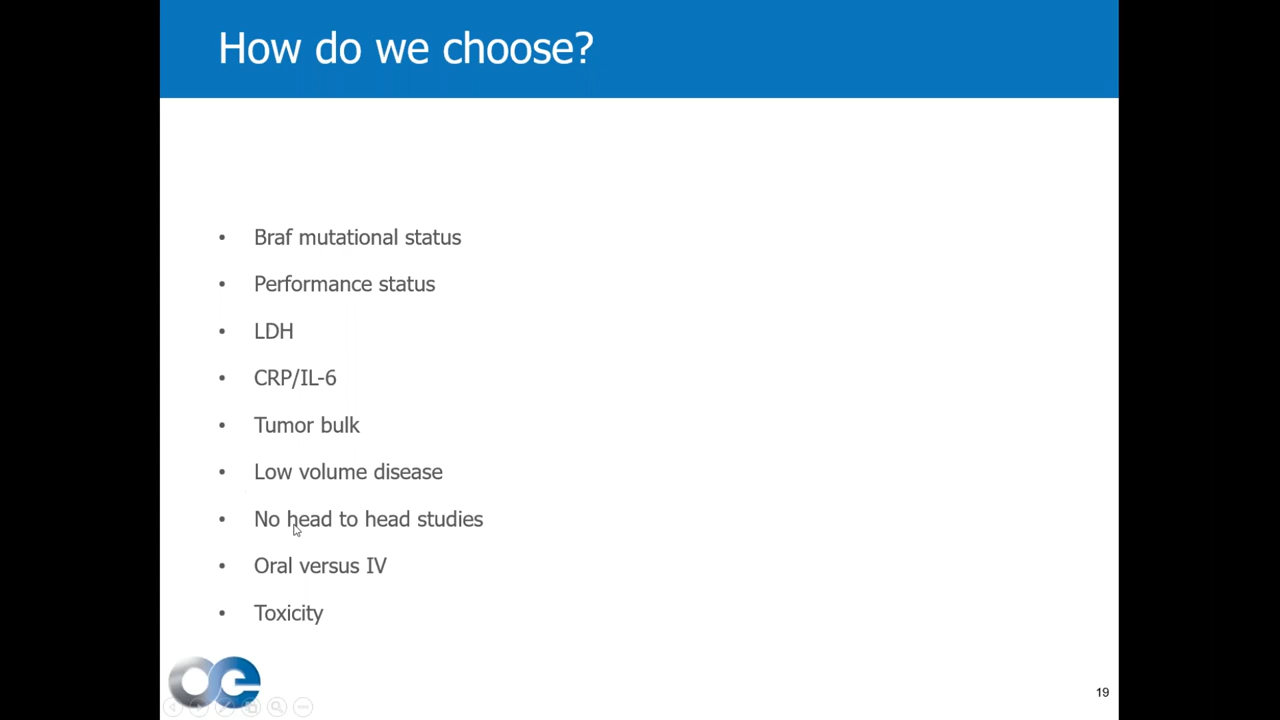 How do we choose?
• Braf mutational status
• Performance status
• LDH
• CRP/IL-6
• Tumor bulk
• Low volume disease
• No head to head studies
• Oral versus IV
• Toxicity
oe
19